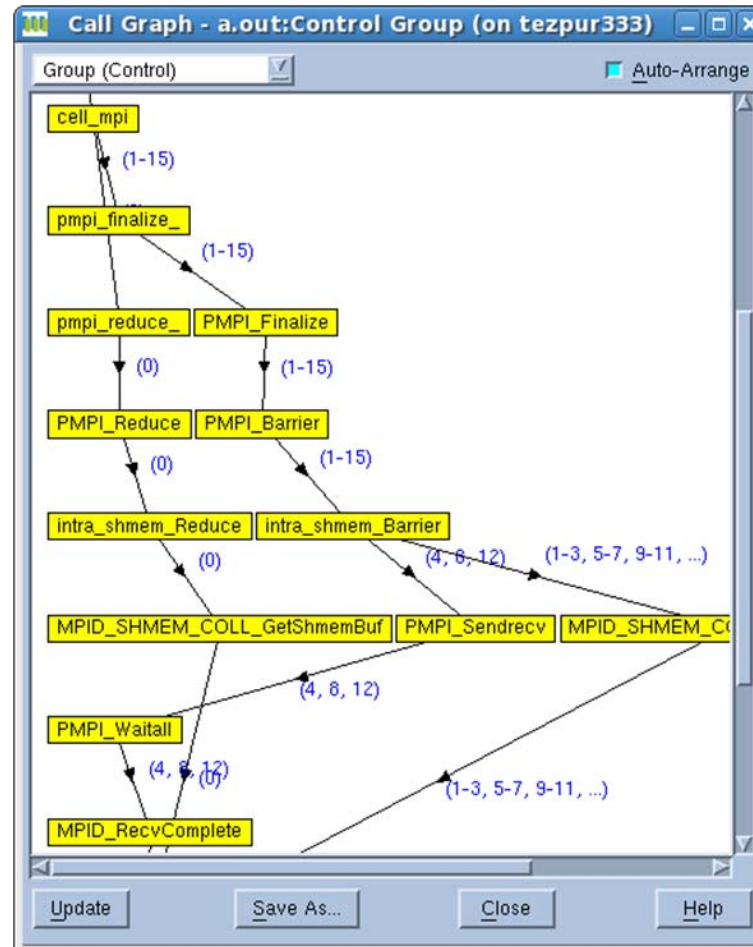 Call Graph - a.out:Control Group (on tezpur333)
Group (Control)
Auto-Arrange
cell_mpi
(1-15)
pmpi_finalize_
(1-15)
pmpi_reduce_ PMPI_Finalize
(0) (1-15)
PMPI_Reduce PMPI_Barrier
(0) (1-15)
intra_shmem_Reduce intra_shmem_Barrier
(0) (4, 8, 12) (1-3, 5-7, 9-11, ...)
MPID_SHMEM_COLL_GetShmemBuf PMPI_Sendrecv MPID_SHMEM_CO
(4, 8, 12)
PMPI_Waitall
(4, 8, 12) (0) (1-3, 5-7, 9-11, ...)
MPID_RecvComplete
Update Save As... Close Help